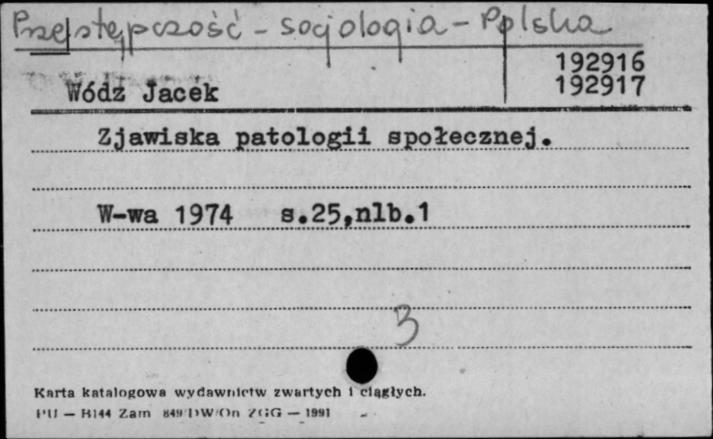 Przestępczość - socjologia - Polska
192916
Wódz Jacek 192917
Zjawiska patologii społecznej.
W-wa 1974 s.25,nlb.1
3
Karta katalogowa wydawnictw zwartych i ciągłych.
PU — H144 Zam 849/DW/On ZGG — 1991